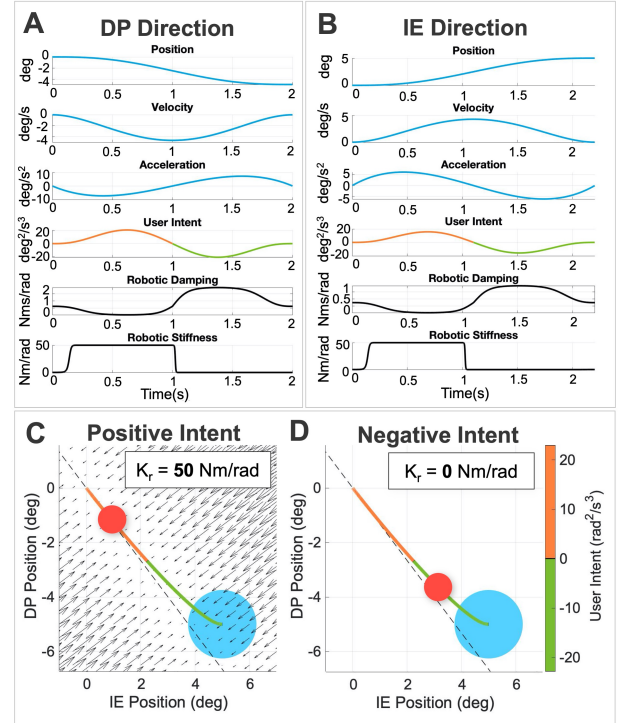 A
DP Direction
Position
deg
0
-2
-4
0 0.5 1 1.5 2
Velocity
deg/s
0
-2
-4
0 0.5 1 1.5 2
Acceleration
deg/s²
10
0
-10
0 0.5 1 1.5 2
User Intent
deg²/s³
20
0
-20
0 0.5 1 1.5 2
Robotic Damping
Nms/rad
2
1
0
0 0.5 1 1.5 2
Robotic Stiffness
Nm/rad
50
0
0 0.5 1 1.5 2
Time(s)
B
IE Direction
Position
deg
5
0
0 0.5 1 1.5 2
Velocity
deg/s
5
0
0 0.5 1 1.5 2
Acceleration
deg/s²
5
0
-5
0 0.5 1 1.5 2
User Intent
deg²/s³
20
0
-20
0 0.5 1 1.5 2
Robotic Damping
Nms/rad
1
0.5
0
0 0.5 1 1.5 2
Robotic Stiffness
Nm/rad
50
0
0 0.5 1 1.5 2
Time(s)
C
Positive Intent
Kr = 50 Nm/rad
DP Position (deg)
0
-2
-4
-6
0 2 4 6
IE Position (deg)
D
Negative Intent
Kr = 0 Nm/rad
DP Position (deg)
0
-2
-4
-6
0 2 4 6
IE Position (deg)
20
10
0
-10
-20
User Intent (rad²/s³)